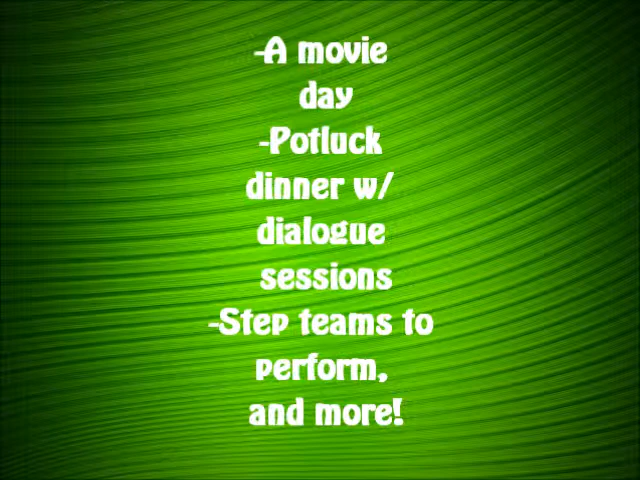 -A movie
day
-Potluck
dinner w/
dialogue
sessions
-Step teams to
perform,
and more!